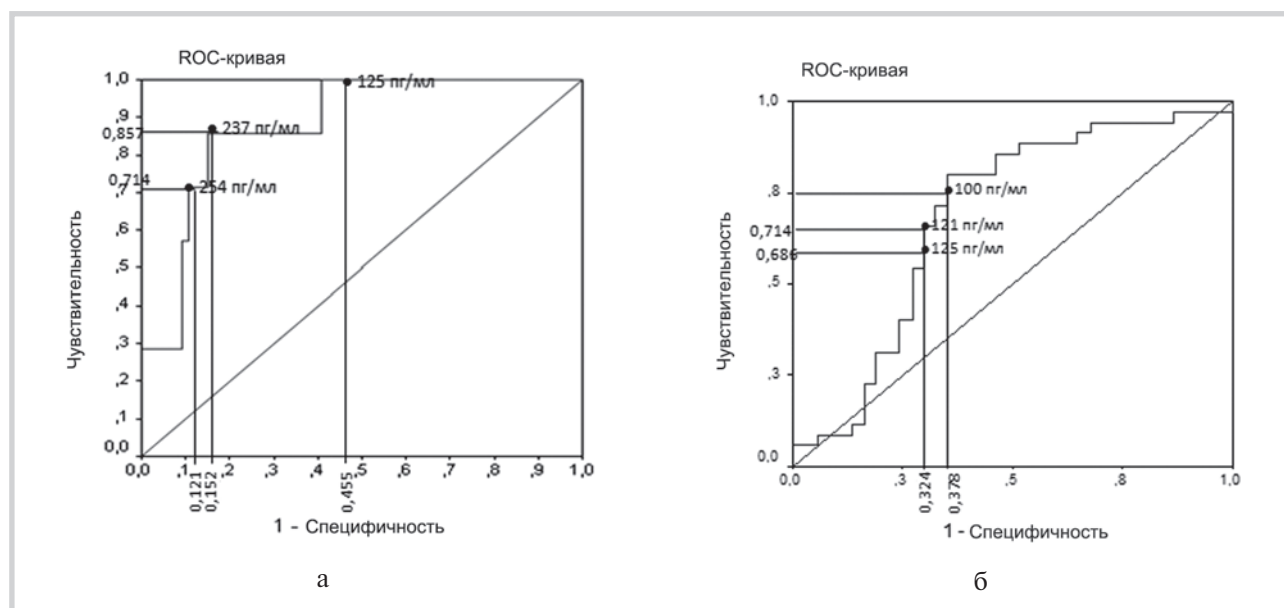 ROC-кривая
1,0
,9
0,857
,8
0,714
,7
,6
,5
,4
,3
,2
,1
0,0
Чувствительность
125 пг/мл
237 пг/мл
254 пг/мл
0,0 ,1 ,2 ,3 ,4 ,5 ,6 ,7 ,8 ,9 1,0
0,121
0,152
0,455
1 - Специфичность
а
ROC-кривая
1,0
,8
0,714
0,686
,5
,3
0,0
Чувствительность
100 пг/мл
121 пг/мл
125 пг/мл
0,0 ,3 ,5 ,8 1,0
0,324
0,378
1 - Специфичность
б